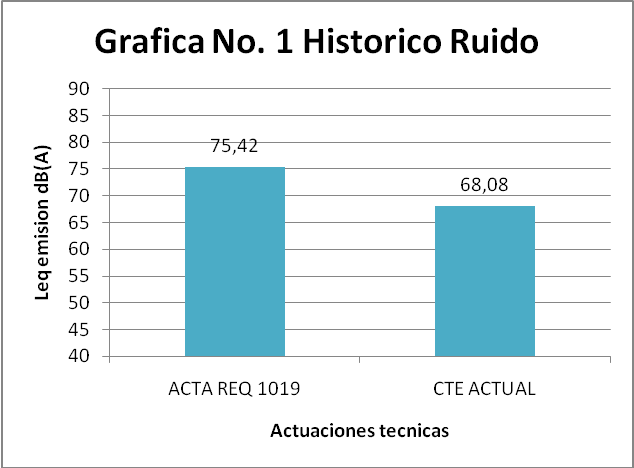 Grafica No. 1 Historico Ruido
Leq emision dB(A)
90
85
80
75
70
65
60
55
50
45
40
75,42
68,08
ACTA REQ 1019
CTE ACTUAL
Actuaciones tecnicas